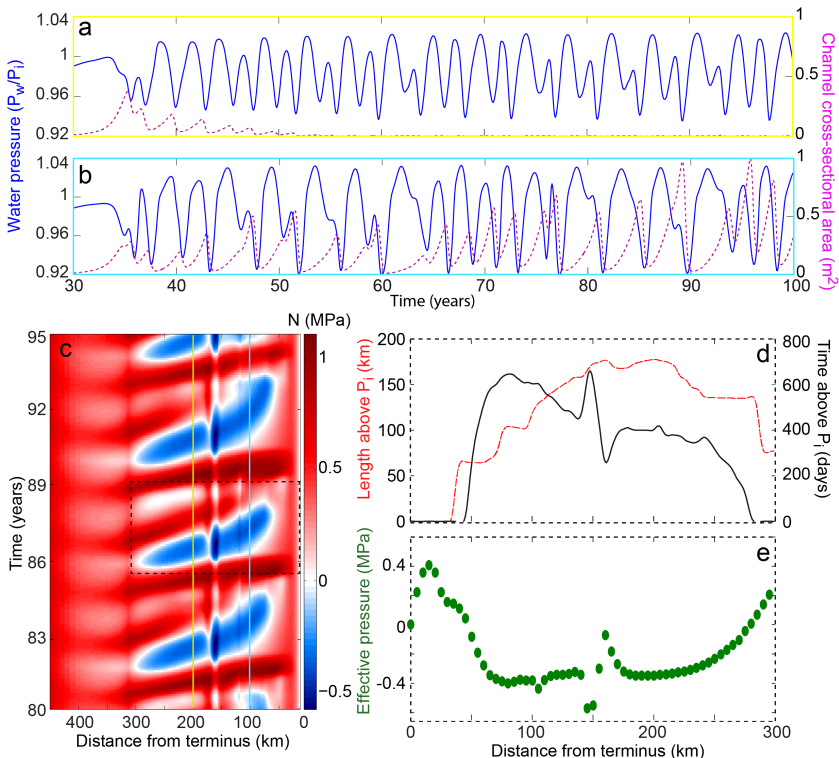 a
1.04
1
0.96
0.92
1
0.5
0
b
1.04
1
0.96
0.92
1
0.5
0
Water pressure (Pw/Pi)
Channel cross-sectional area (m²)
30 40 50 60 70 80 90 100
Time (years)
N (MPa)
c
95
92
89
86
83
80
Time (years)
400 300 200 100 0
Distance from terminus (km)
1
0.5
0
−0.5
d
200
150
100
50
0
Length above Pi (km)
800
600
400
200
0
Time above Pi (days)
e
0.4
0
-0.4
Effective pressure (MPa)
0 100 200 300
Distance from terminus (km)